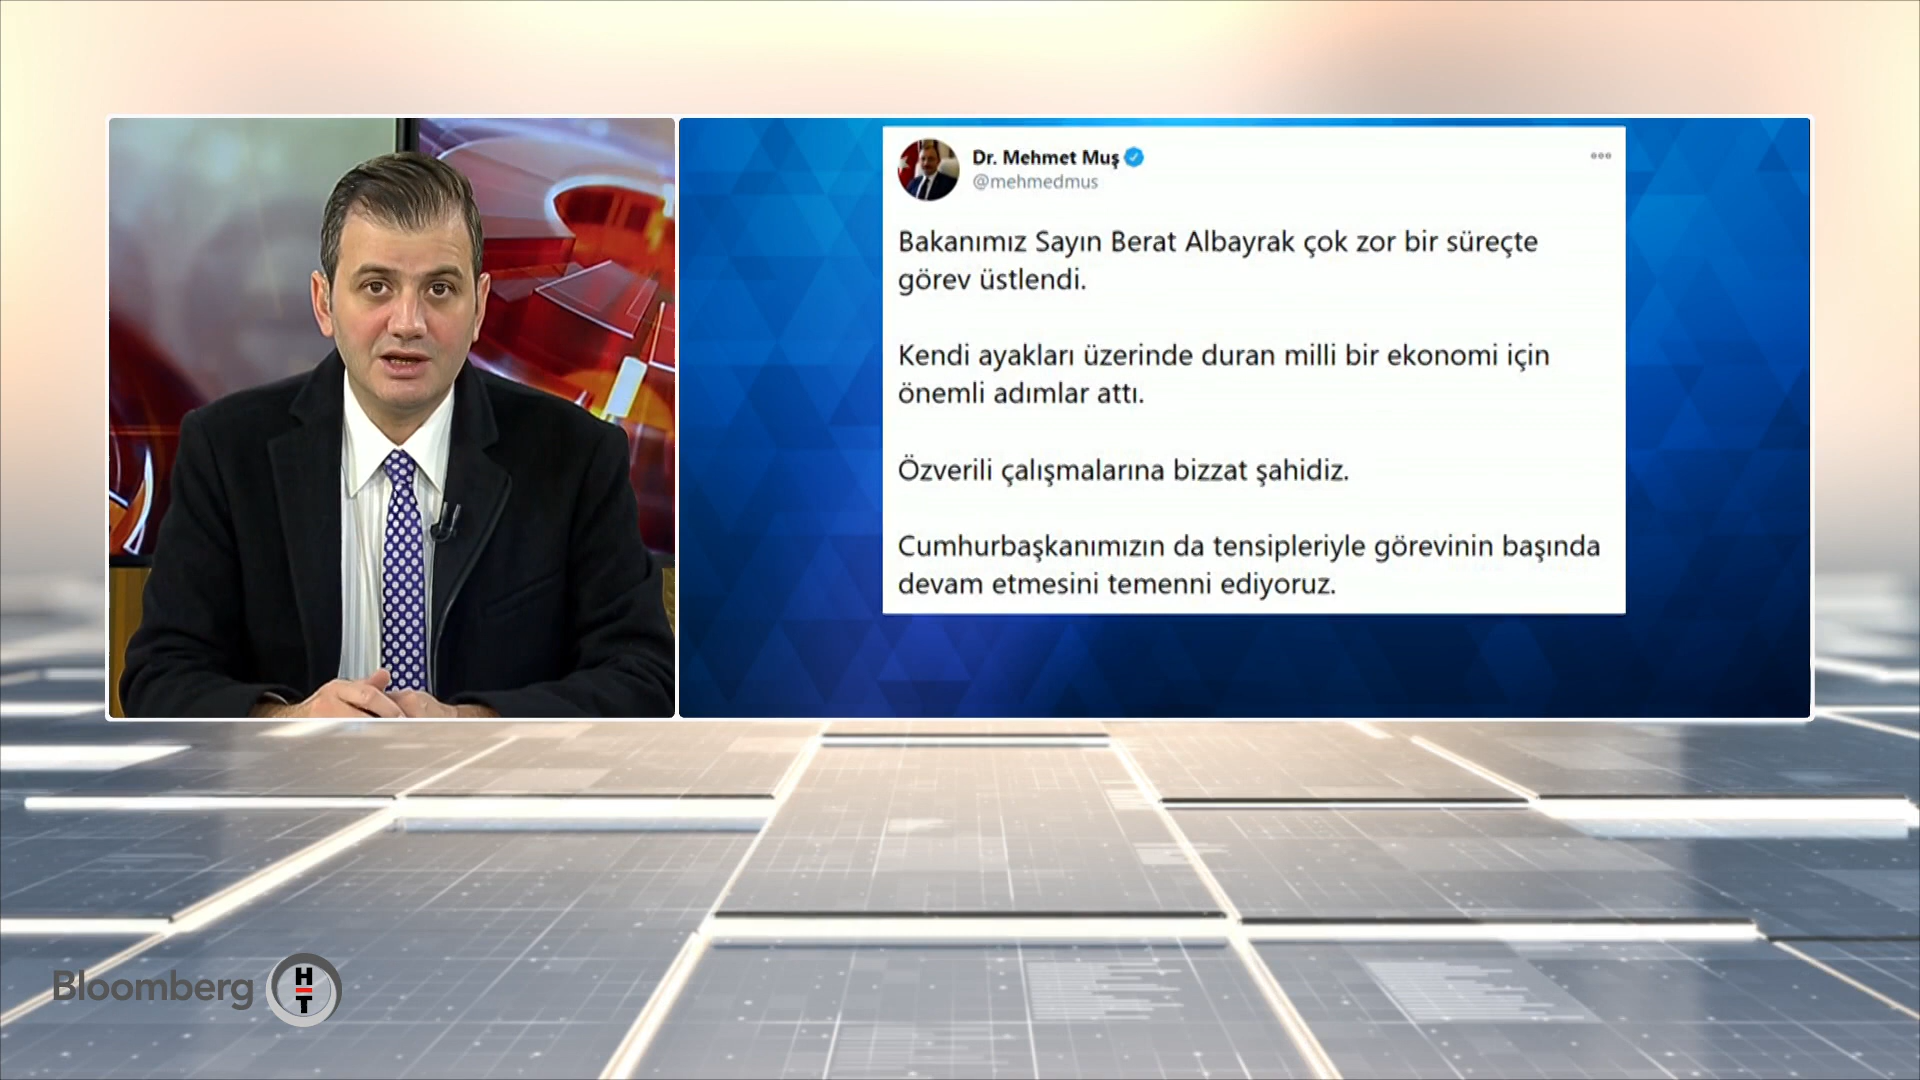 Dr. Mehmet Muş
@mehmedmus
Bakanımız Sayın Berat Albayrak çok zor bir süreçte
görev üstlendi.
Kendi ayakları üzerinde duran milli bir ekonomi için
önemli adımlar attı.
Özverili çalışmalarına bizzat şahidiz.
Cumhurbaşkanımızın da tensipleriyle görevinin başında
devam etmesini temenni ediyoruz.
Bloomberg HT